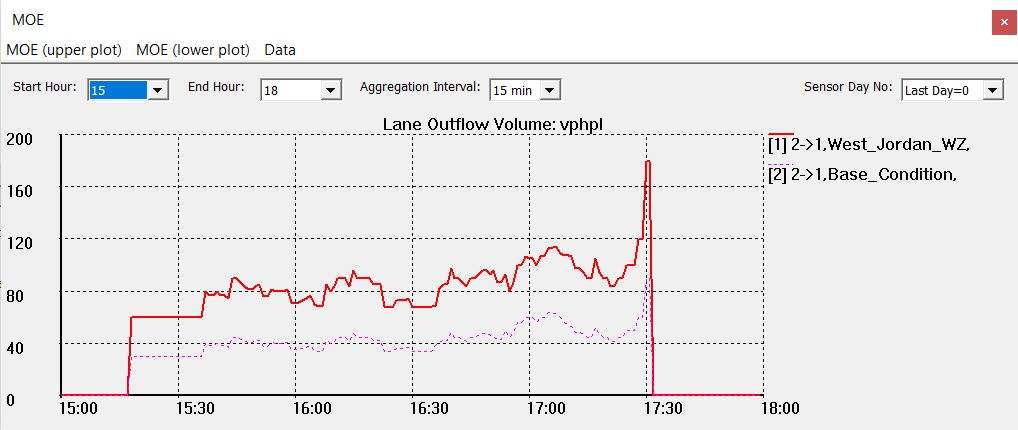 MOE
MOE (upper plot) MOE (lower plot) Data
Start Hour: 15 End Hour: 18 Aggregation Interval: 15 min Sensor Day No: Last Day=0
Lane Outflow Volume: vphpl
200
[1] 2->1,West_Jordan_WZ,
[2] 2->1,Base_Condition,
160
120
80
40
0
15:00 15:30 16:00 16:30 17:00 17:30 18:00